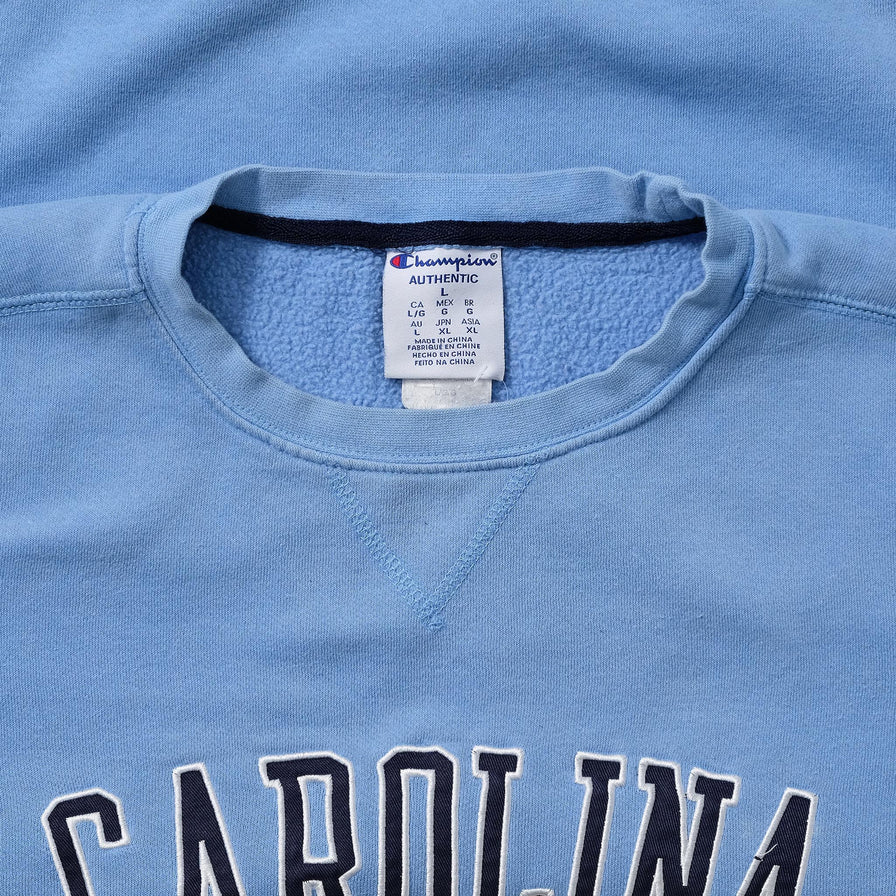 Champion®
AUTHENTIC
L
CA MEX BR
L/G G G
AU JPN ASIA
L XL XL
MADE IN CHINA
FABRIQUÉ EN CHINE
HECHO EN CHINA
FEITO NA CHINA
CAROLINA